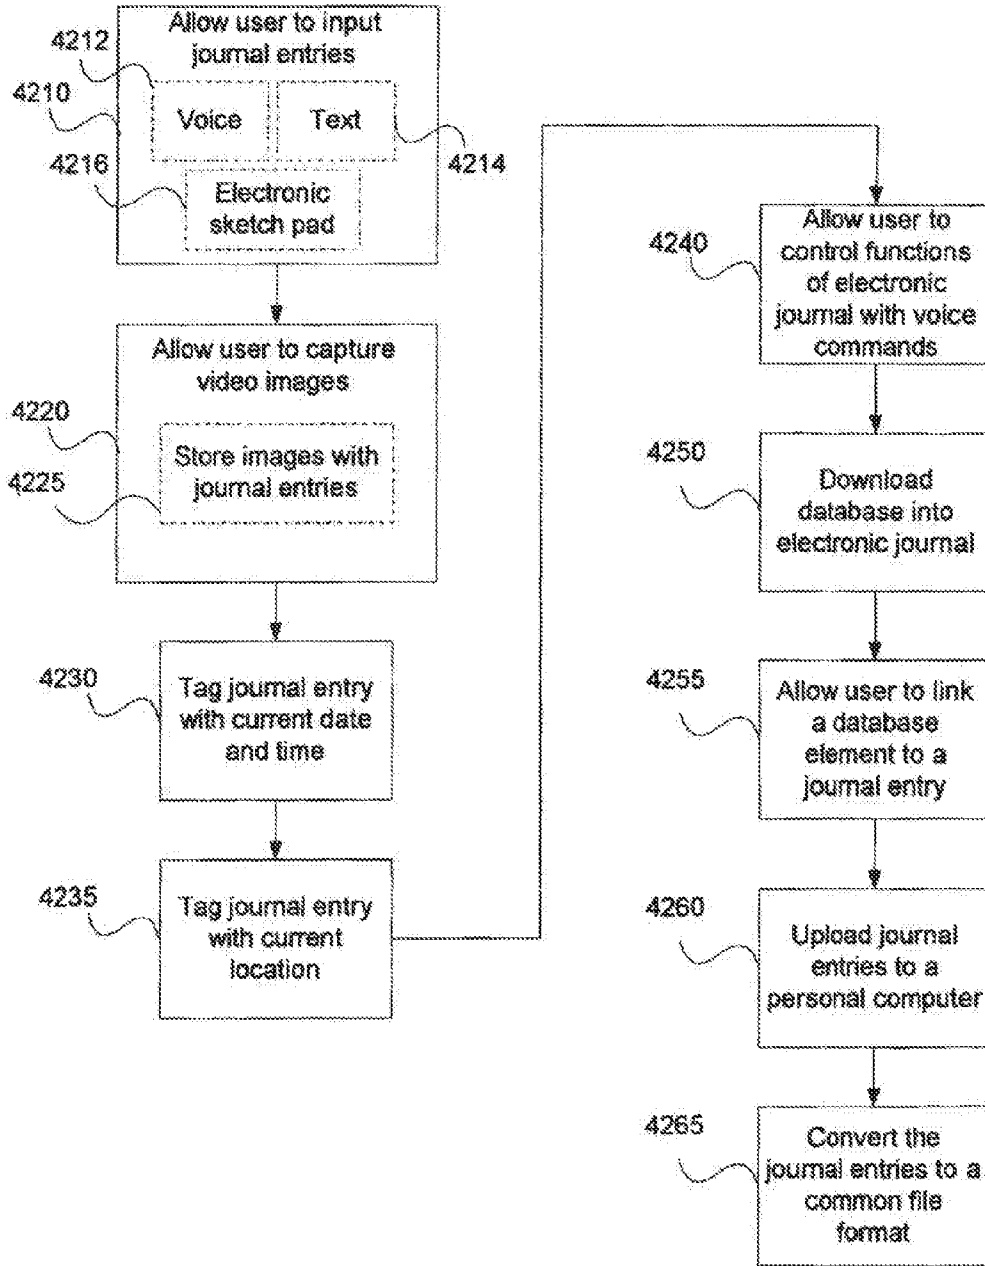 Allow user to input
journal entries
4212
4210
Voice
Text
4214
4216
Electronic
sketch pad
Allow user to capture
video images
4220
Store images with
journal entries
4225
4230
Tag journal entry
with current date
and time
4235
Tag journal entry
with current
location
4240
Allow user to
control functions
of electronic
journal with voice
commands
4250
Download
database into
electronic journal
4255
Allow user to link
a database
element to a
journal entry
4260
Upload journal
entries to a
personal computer
4265
Convert the
journal entries to a
common file
format